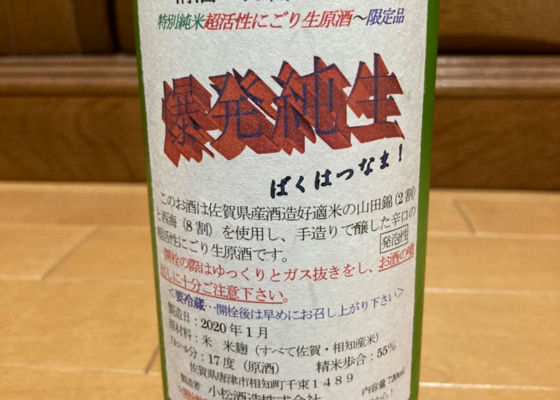 特別純米超活性にごり生原酒～限定品
爆発純生
ばくはつなま！
このお酒は佐賀県産酒造好適米の山田錦(2割)
と西海（8割）を使用し、手造りで醸した辛口の
超活性にごり生原酒です。
発泡性
開栓の際はゆっくりとガス抜きをし、お酒の噴
出しに十分ご注意下さい。
＜要冷蔵…開栓後は早めにお召し上がり下さい＞
製造日：2020年1月
原材料：米 米麹（すべて佐賀・相知産米）
アルコール分：17度（原酒） 精米歩合：55%
佐賀県唐津市相知町千束1489
内容量720ml
製造者 小松酒造株式会社